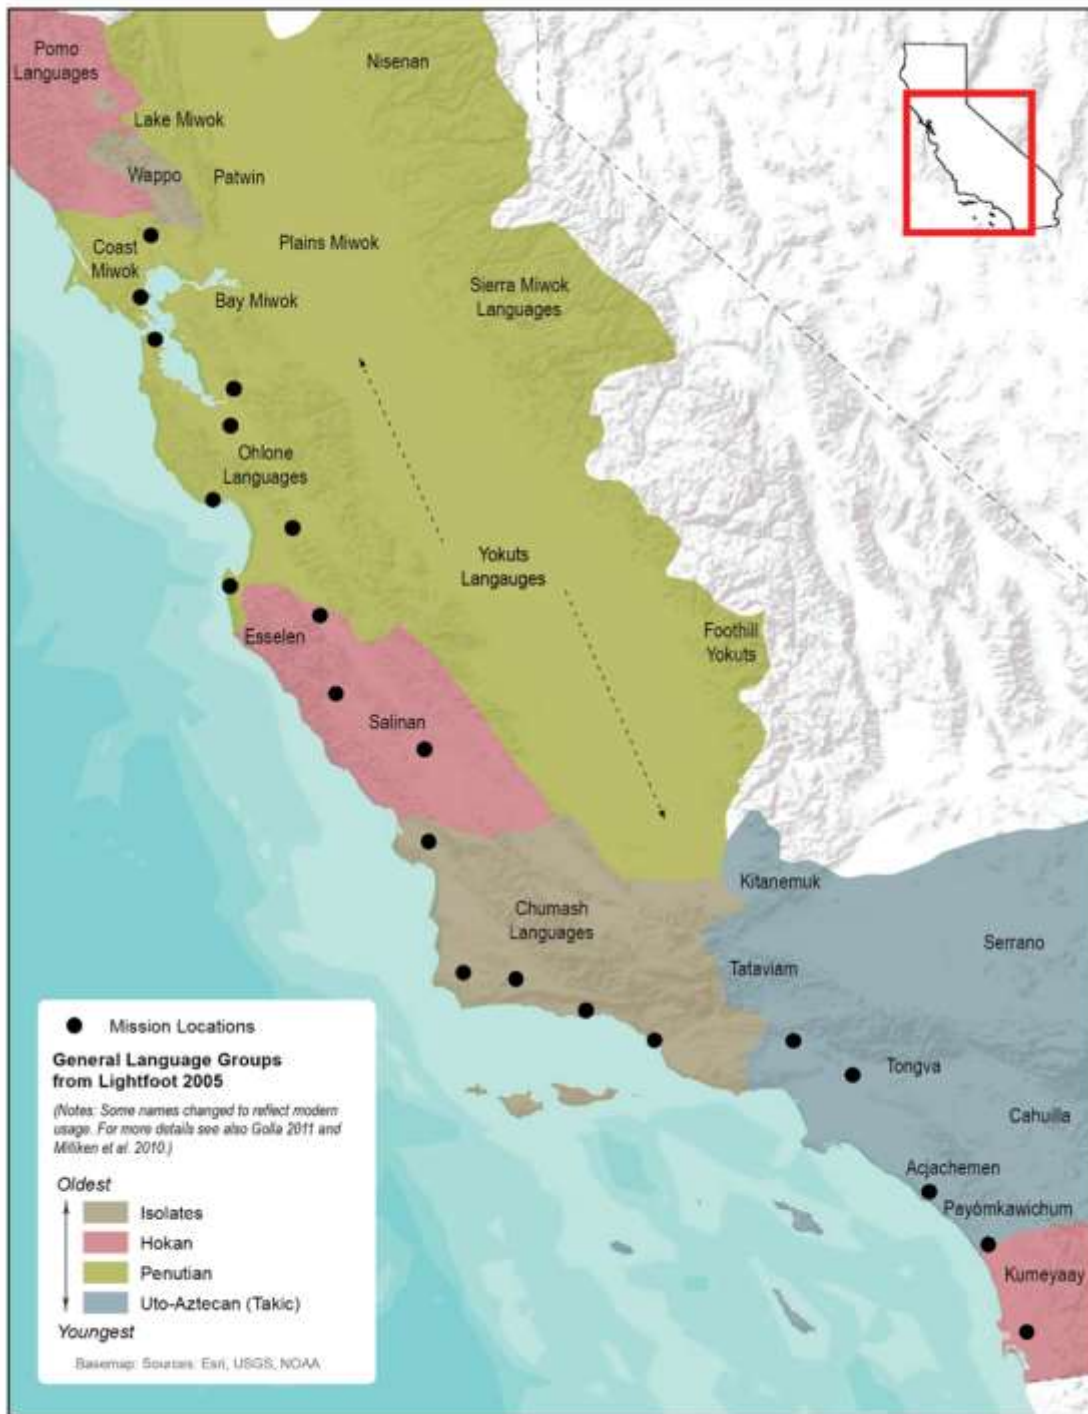 Pomo
Languages
Nisenan
Lake Miwok
Wappo
Patwin
Plains Miwok
Coast
Miwok
Bay Miwok
Sierra Miwok
Languages
Ohlone
Languages
Yokuts
Langauges
Foothill
Yokuts
Esselen
Salinan
Kitanemuk
Chumash
Languages
Serrano
Tataviam
Tongva
Cahuilla
Acjachemen
Payómkawichum
Kumeyaay
Mission Locations
General Language Groups
from Lightfoot 2005
(Notes: Some names changed to reflect modern
usage. For more details see also Golla 2011 and
Milliken et al. 2010.)
Oldest
Isolates
Hokan
Penutian
Uto-Aztecan (Takic)
Youngest
Basemap: Sources: Esri, USGS, NOAA